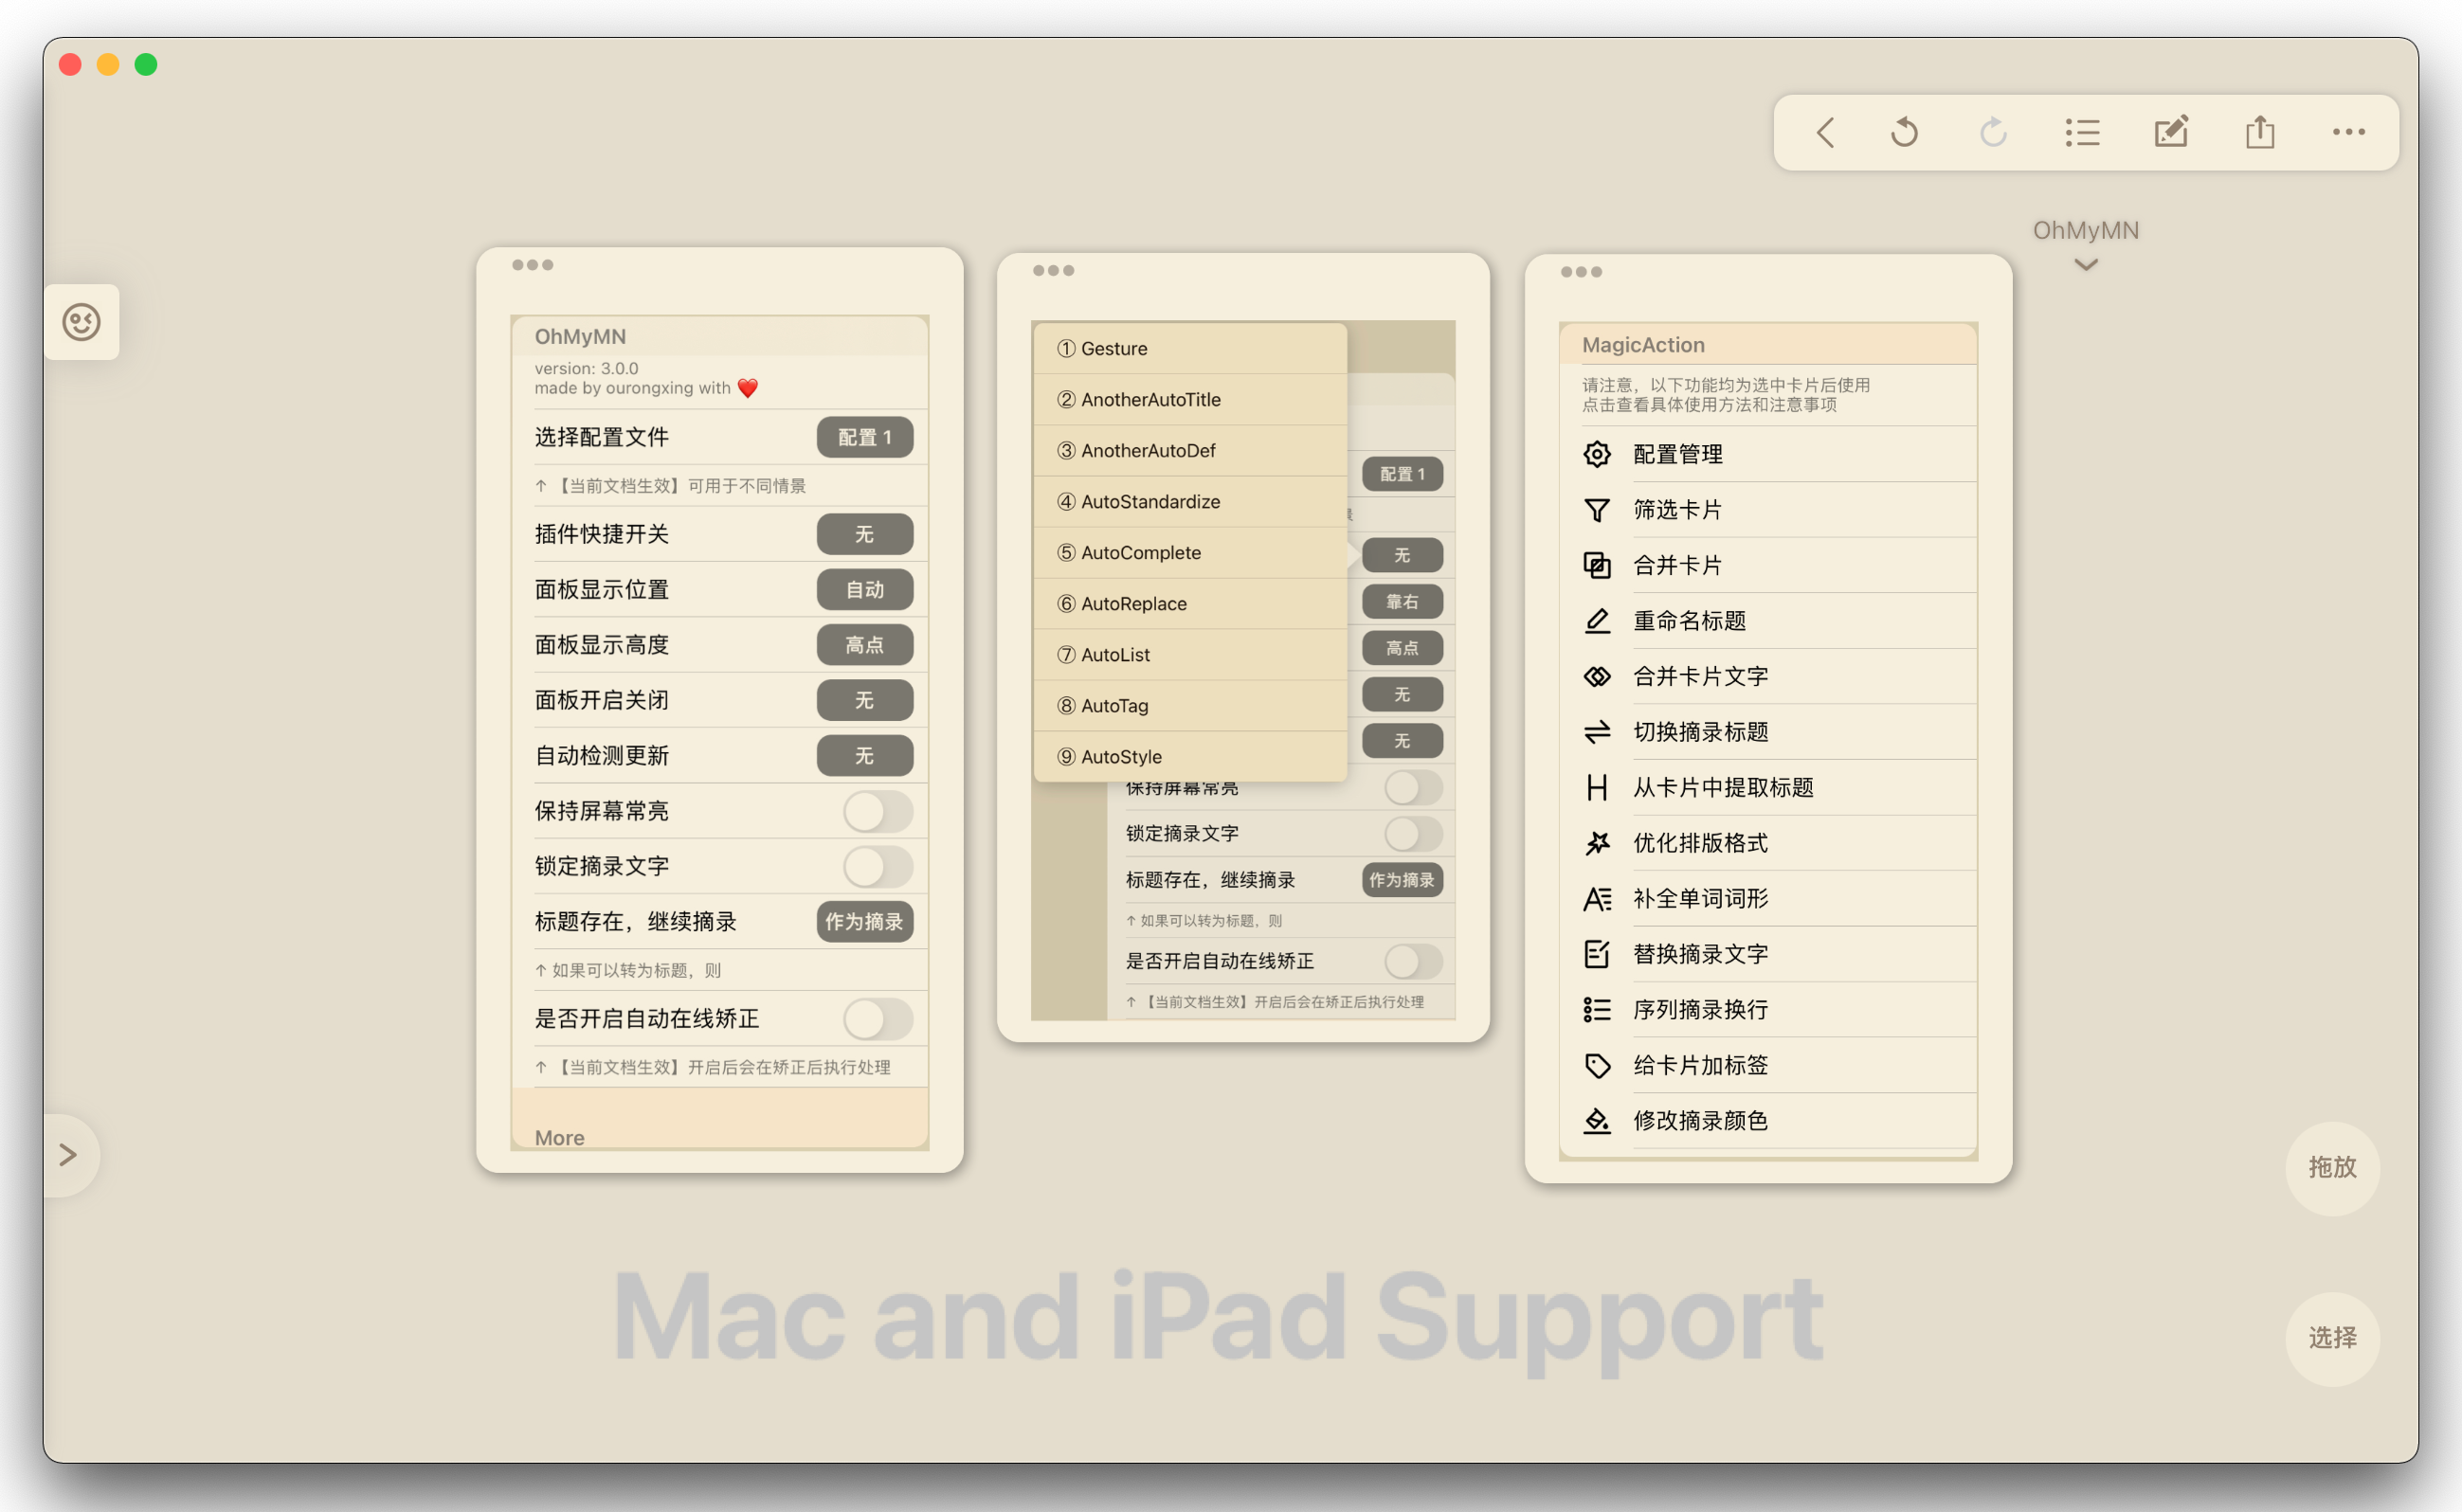 OhMyMN
OhMyMN
version: 3.0.0
made by ourongxing with ❤️
选择配置文件
配置 1
↑ 【当前文档生效】可用于不同情景
插件快捷开关
无
面板显示位置
自动
面板显示高度
高点
面板开启关闭
无
自动检测更新
无
保持屏幕常亮
锁定摘录文字
标题存在，继续摘录
作为摘录
↑ 如果可以转为标题，则
是否开启自动在线矫正
↑ 【当前文档生效】开启后会在矫正后执行处理
More
① Gesture
② AnotherAutoTitle
③ AnotherAutoDef
④ AutoStandardize
⑤ AutoComplete
⑥ AutoReplace
⑦ AutoList
⑧ AutoTag
⑨ AutoStyle
配置 1
无
靠右
高点
无
无
保持屏幕常亮
锁定摘录文字
标题存在，继续摘录
作为摘录
↑ 如果可以转为标题，则
是否开启自动在线矫正
↑ 【当前文档生效】开启后会在矫正后执行处理
MagicAction
请注意，以下功能均为选中卡片后使用
点击查看具体使用方法和注意事项
配置管理
筛选卡片
合并卡片
重命名标题
合并卡片文字
切换摘录标题
从卡片中提取标题
优化排版格式
补全单词词形
替换摘录文字
序列摘录换行
给卡片加标签
修改摘录颜色
拖放
选择
Mac and iPad Support